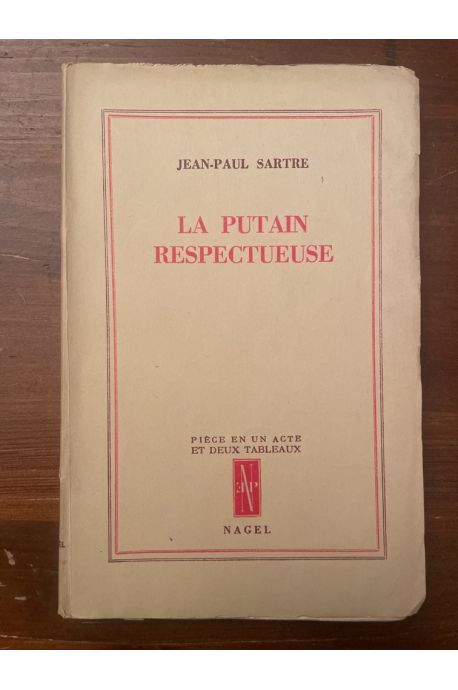 JEAN-PAUL SARTRE
LA PUTAIN
RESPECTUEUSE
PIÈCE EN UN ACTE
ET DEUX TABLEAUX
NAGEL